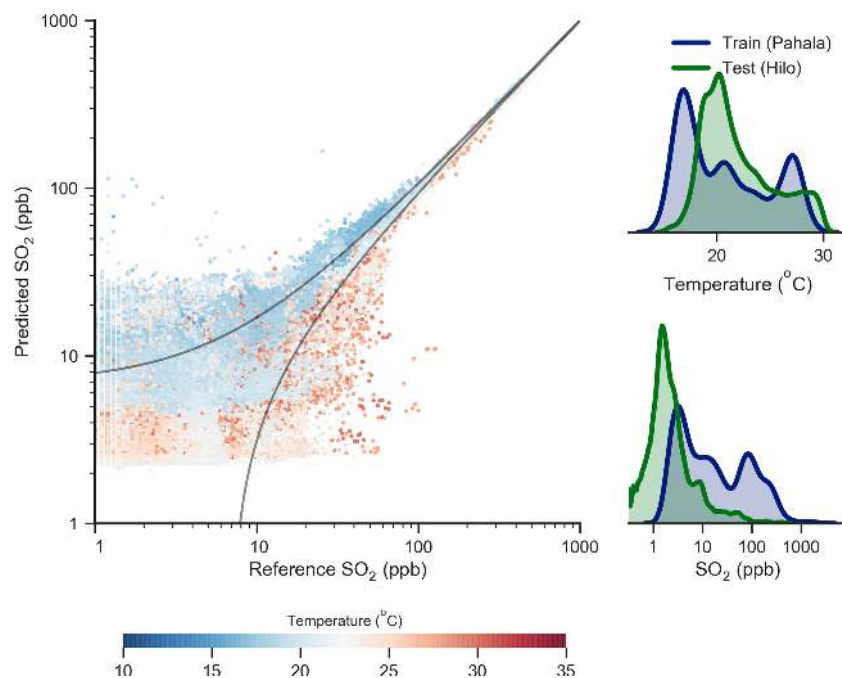 1000
100
10
1
Predicted SO₂ (ppb)
1
10
100
1000
Reference SO₂ (ppb)
Train (Pahala)
Test (Hilo)
20
30
Temperature (°C)
1
10
100
1000
SO₂ (ppb)
Temperature (°C)
10
15
20
25
30
35